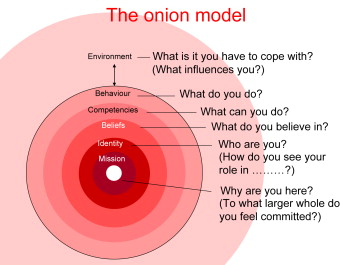 The onion model
Environment
What is it you have to cope with?
(What influences you?)
Behaviour
What do you do?
Competencies
What can you do?
Beliefs
What do you believe in?
Identity
Who are you?
(How do you see your
role in ………?)
Mission
Why are you here?
(To what larger whole do
you feel committed?)